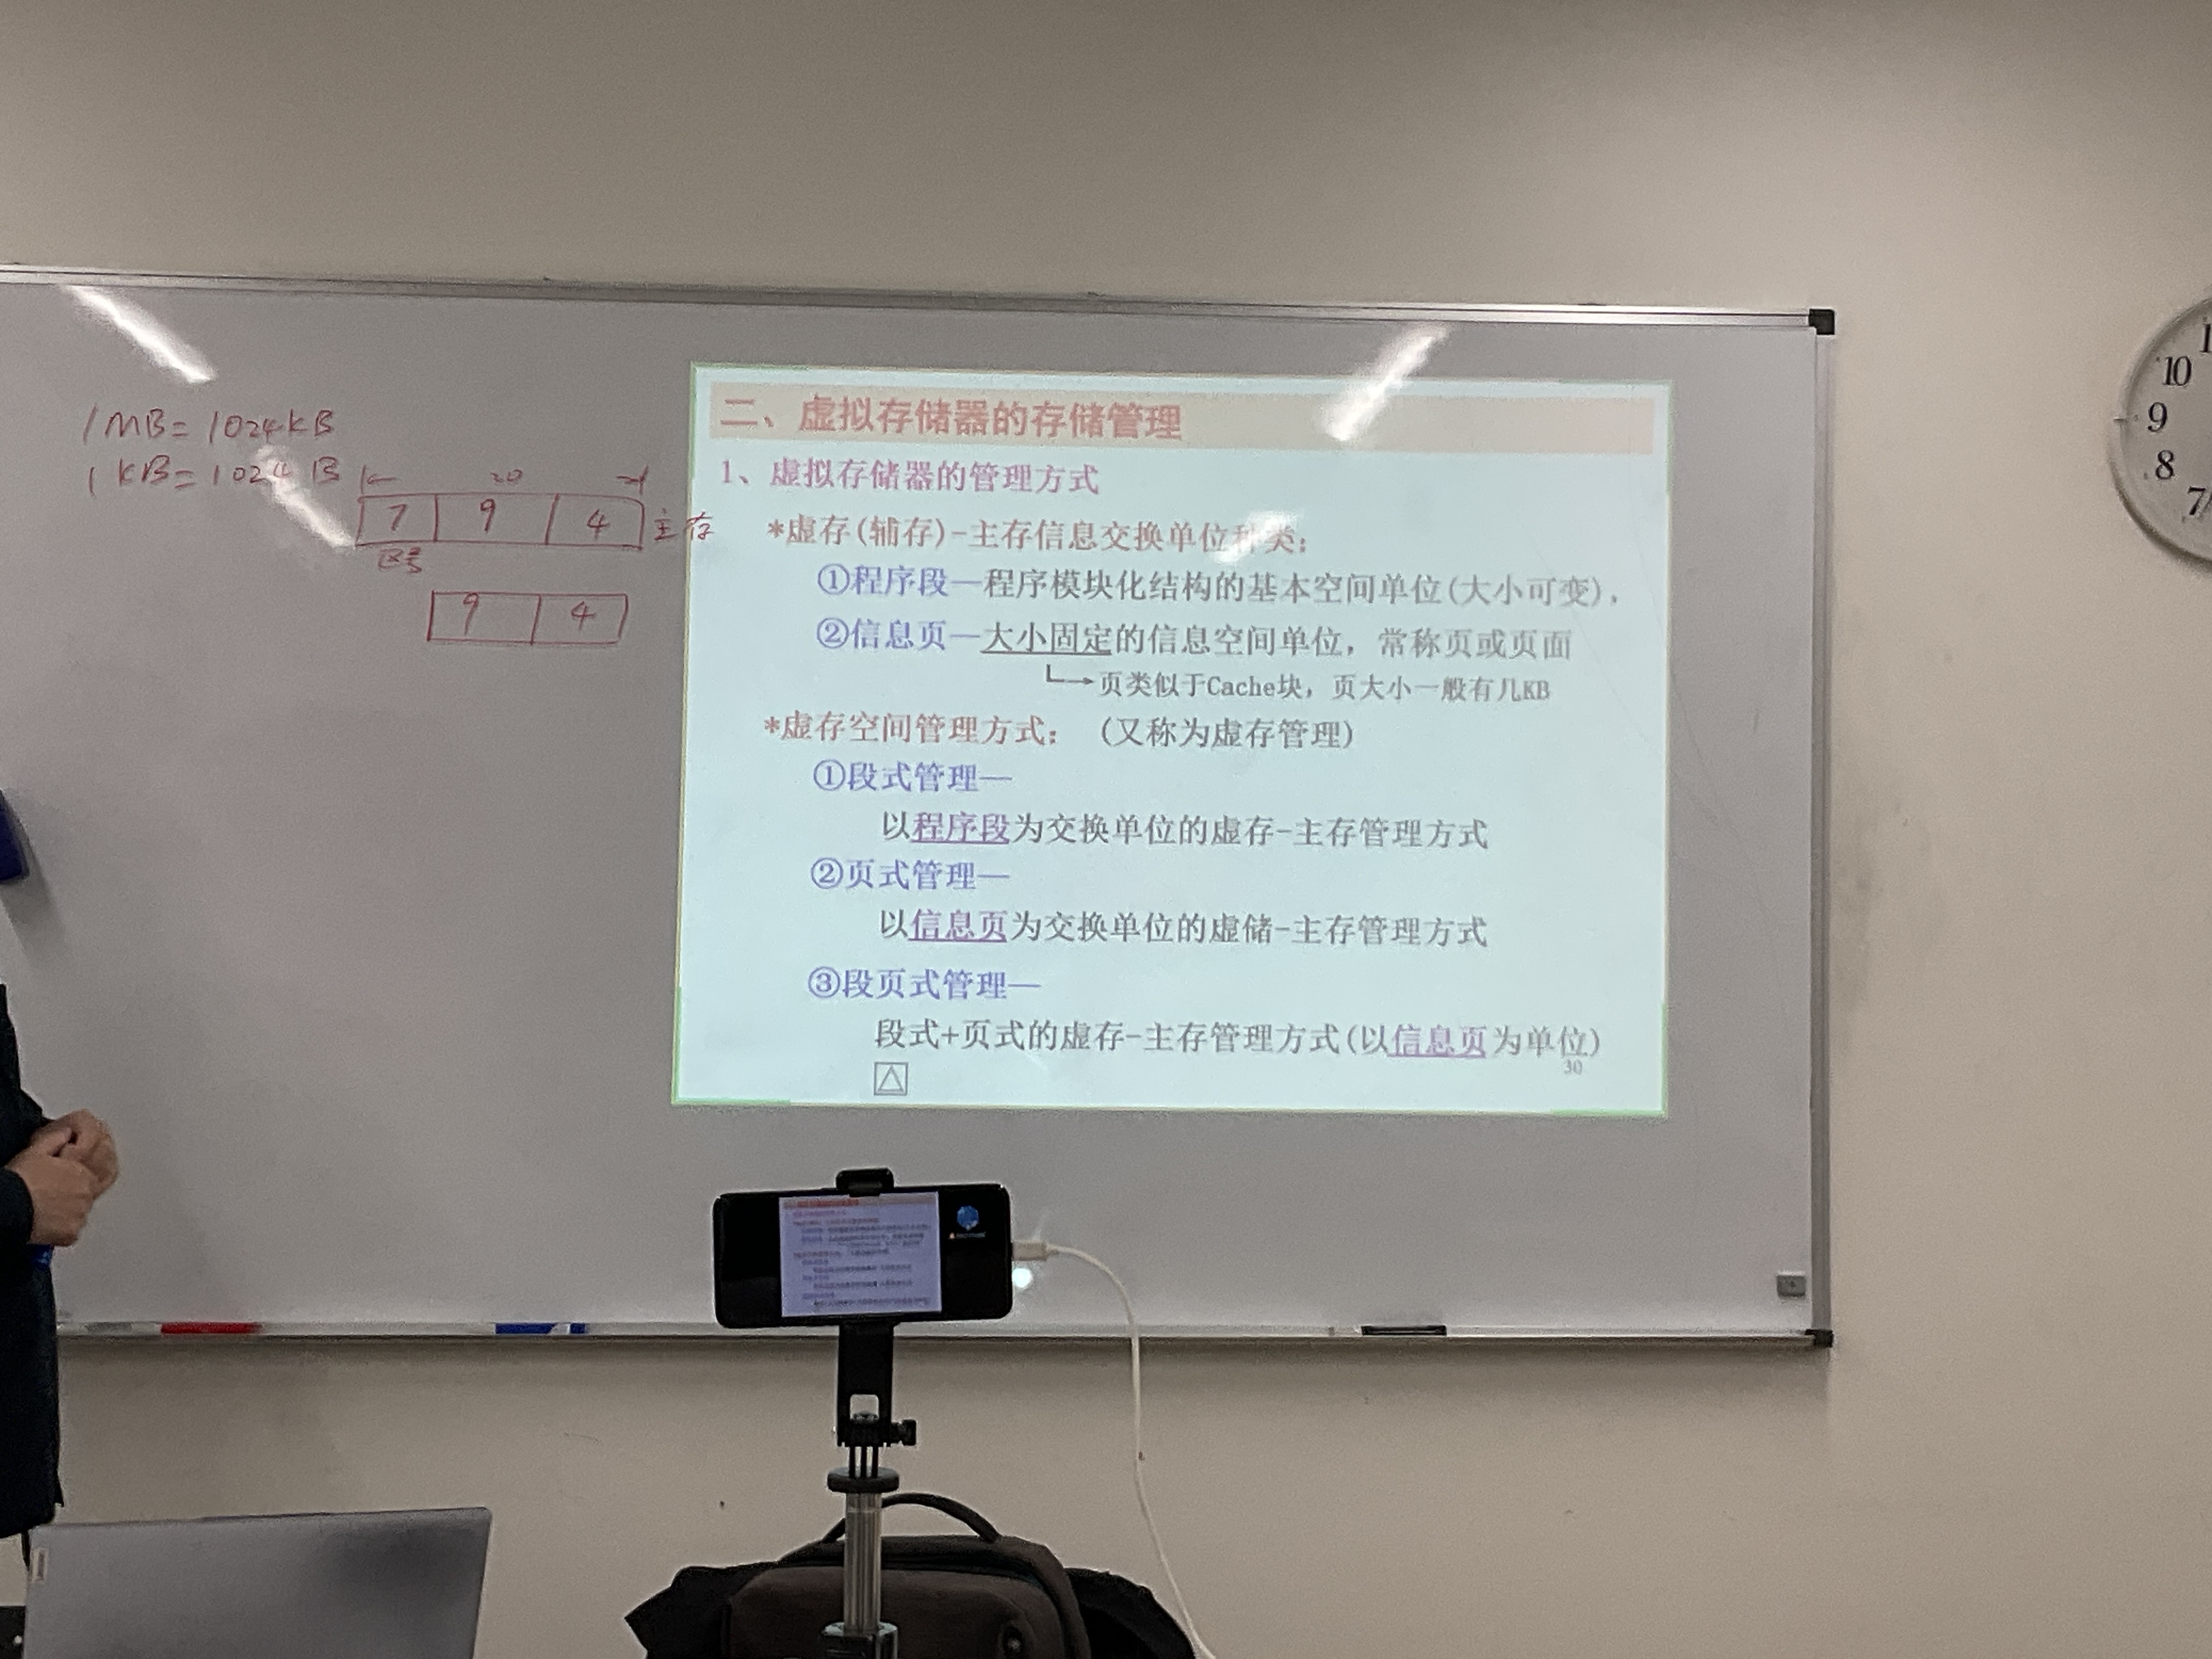 1MB=1024KB
1KB=1024B
20
7 9 4 主存
区号
9 4
二、虚拟存储器的存储管理
1、虚拟存储器的管理方式
*虚存(辅存)-主存信息交换单位种类：
①程序段—程序模块化结构的基本空间单位(大小可变)，
②信息页—大小固定的信息空间单位，常称页或页面
页类似于Cache块，页大小一般有几KB
*虚存空间管理方式：（又称为虚存管理）
①段式管理—
以程序段为交换单位的虚存-主存管理方式
②页式管理—
以信息页为交换单位的虚储-主存管理方式
③段页式管理—
段式+页式的虚存-主存管理方式(以信息页为单位)
30
10
9
8
7